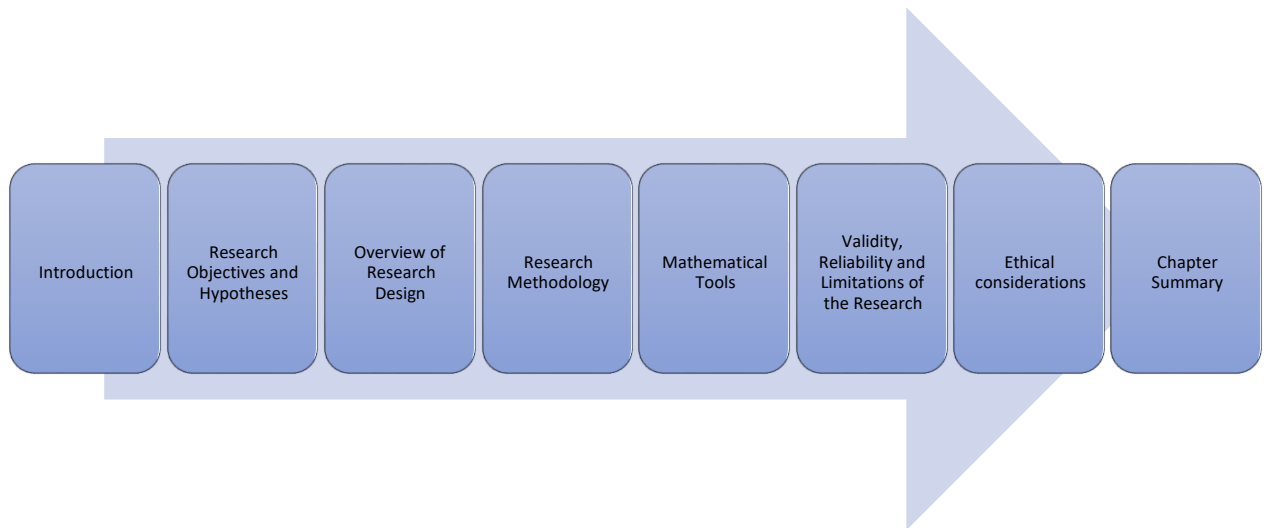 Introduction
Research
Objectives and
Hypotheses
Overview of
Research
Design
Research
Methodology
Mathematical
Tools
Validity,
Reliability and
Limitations of
the Research
Ethical
considerations
Chapter
Summary